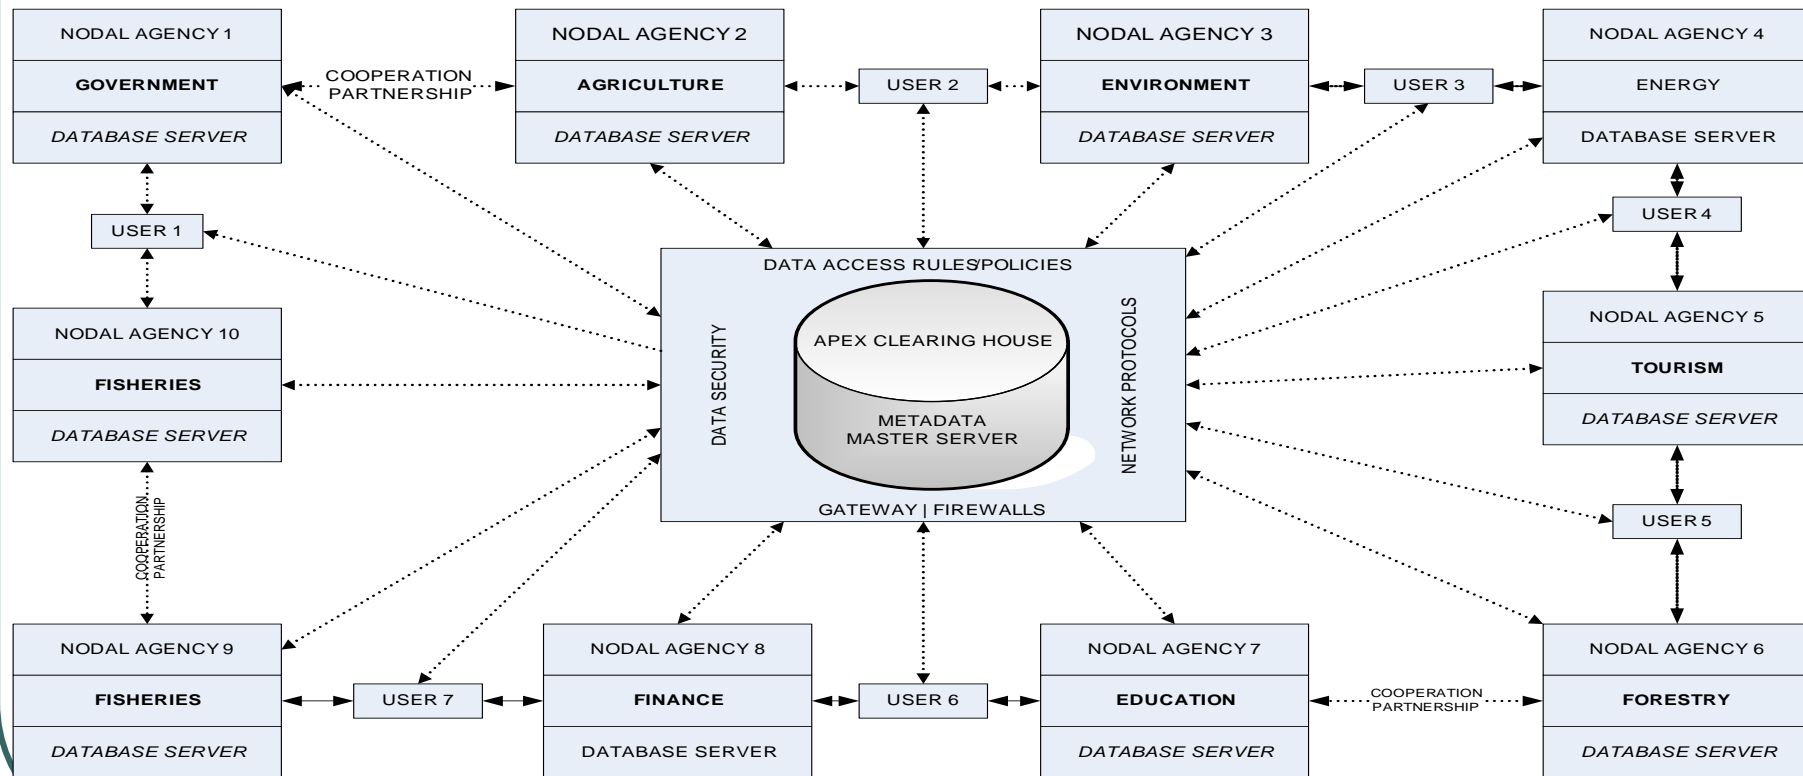 NODAL AGENCY 1
GOVERNMENT
DATABASE SERVER
COOPERATION
PARTNERSHIP
NODAL AGENCY 2
AGRICULTURE
DATABASE SERVER
USER 2
NODAL AGENCY 3
ENVIRONMENT
DATABASE SERVER
USER 3
NODAL AGENCY 4
ENERGY
DATABASE SERVER
USER 1
USER 4
DATA ACCESS RULES/POLICIES
DATA SECURITY
APEX CLEARING HOUSE
METADATA
MASTER SERVER
NETWORK PROTOCOLS
GATEWAY | FIREWALLS
NODAL AGENCY 10
FISHERIES
DATABASE SERVER
NODAL AGENCY 5
TOURISM
DATABASE SERVER
COOPERATION
PARTNERSHIP
USER 5
NODAL AGENCY 9
FISHERIES
DATABASE SERVER
USER 7
NODAL AGENCY 8
FINANCE
DATABASE SERVER
USER 6
NODAL AGENCY 7
EDUCATION
DATABASE SERVER
COOPERATION
PARTNERSHIP
NODAL AGENCY 6
FORESTRY
DATABASE SERVER